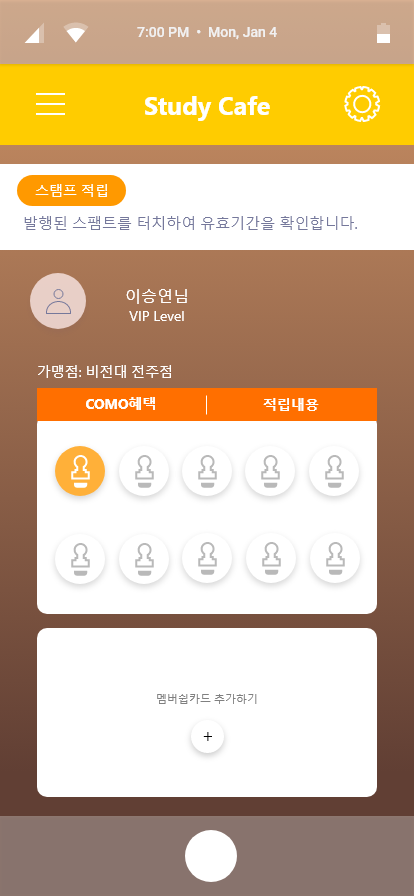 7:00 PM • Mon, Jan 4
Study Cafe
스탬프 적립
발행된 스탬트를 터치하여 유효기간을 확인합니다.
이승연님
VIP Level
가맹점: 비전대 전주점
COMO혜택 적립내용
멤버쉽카드 추가하기
+